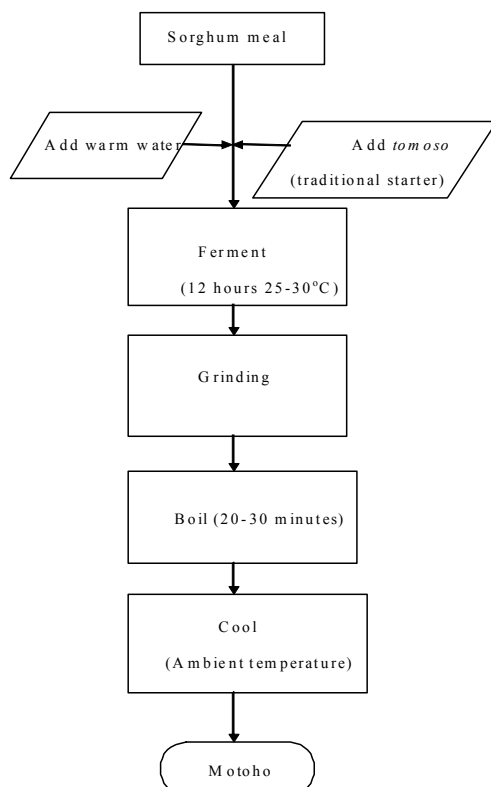 Sorghum meal
Add warm water
Add tomoso
(traditional starter)
Ferment
(12 hours 25-30°C)
Grinding
Boil (20-30 minutes)
Cool
(Ambient temperature)
Motoho